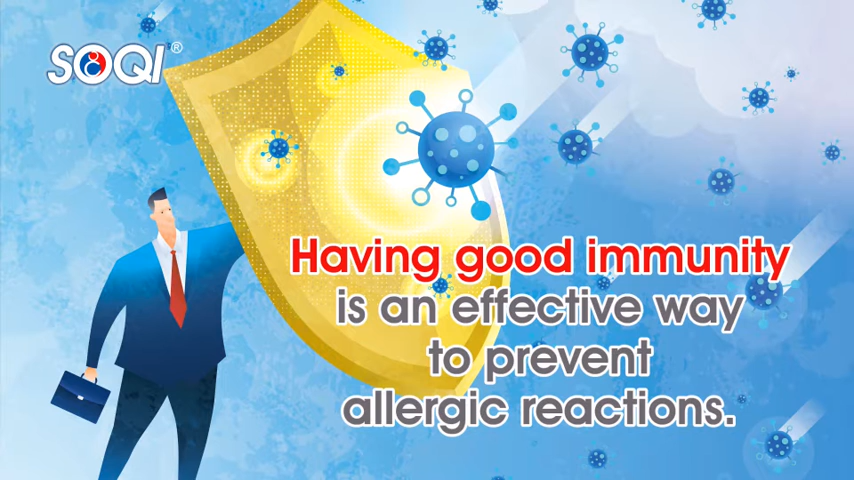 SOQI®
Having good immunity
is an effective way
to prevent
allergic reactions.